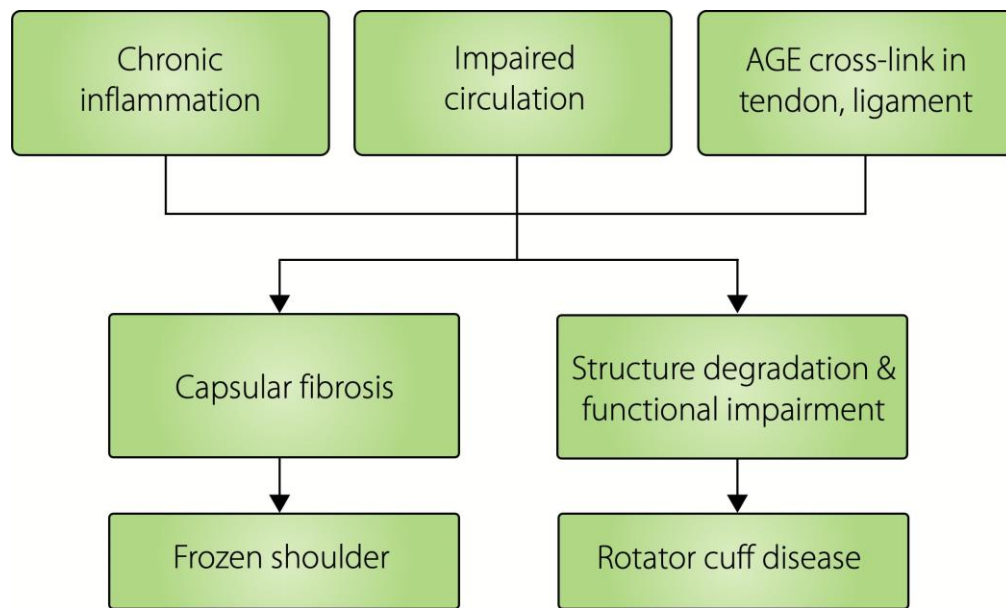 Chronic
inflammation
Impaired
circulation
AGE cross-link in
tendon, ligament
Capsular fibrosis
Structure degradation &
functional impairment
Frozen shoulder
Rotator cuff disease